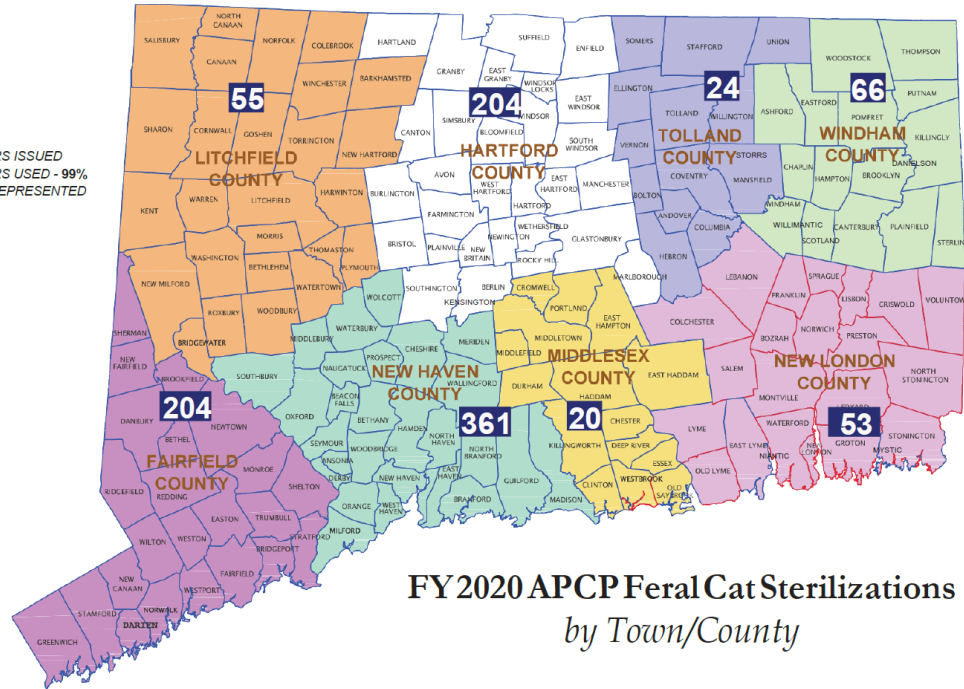 RS ISSUED
RS USED - 99%
EPRESENTED
NORTH CANAAN
SALISBURY
NORFOLK
COLEBROOK
CANAAN
WINCHESTER
BARKHAMSTED
55
SHARON
CORNWALL
GOSHEN
TORRINGTON
NEW HARTFORD
LITCHFIELD
COUNTY
KENT
WARREN
LITCHFIELD
HARWINTON
MORRIS
WASHINGTON
BETHLEHEM
THOMASTON
PLYMOUTH
WATERTOWN
NEW MILFORD
ROXBURY
WOODBURY
BRIDGEWATER
HARTLAND
SUFFIELD
ENFIELD
GRANBY
EAST GRANBY
WINDSOR LOCKS
204
EAST WINDSOR
SIMSBURY
WINDSOR
BLOOMFIELD
CANTON
SOUTH WINDSOR
HARTFORD
COUNTY
AVON
WEST HARTFORD
EAST HARTFORD
MANCHESTER
BURLINGTON
HARTFORD
FARMINGTON
WETHERSFIELD
NEWINGTON
GLASTONBURY
BRISTOL
PLAINVILLE
NEW BRITAIN
ROCKY HILL
MARLBOROUGH
SOUTHINGTON
BERLIN
KENSINGTON
SOMERS
STAFFORD
UNION
24
ELLINGTON
TOLLAND
WILLINGTON
TOLLAND
COUNTY
VERNON
STORRS
COVENTRY
MANSFIELD
BOLTON
ANDOVER
COLUMBIA
HEBRON
WOODSTOCK
THOMPSON
66
PUTNAM
EASTFORD
ASHFORD
POMFRET
WINDHAM
COUNTY
KILLINGLY
DANIELSON
CHAPLIN
HAMPTON
BROOKLYN
WINDHAM
WILLIMANTIC
CANTERBURY
PLAINFIELD
SCOTLAND
STERLIN
SHERMAN
NEW FAIRFIELD
BROOKFIELD
204
DANBURY
NEWTOWN
BETHEL
FAIRFIELD
COUNTY
MONROE
RIDGEFIELD
REDDING
SHELTON
EASTON
TRUMBULL
WILTON
WESTON
STRATFORD
BRIDGEPORT
FAIRFIELD
NEW CANAAN
WESTPORT
NORWALK
STAMFORD
DARIEN
GREENWICH
WOLCOTT
WATERBURY
MIDDLEBURY
CHESHIRE
MERIDEN
PROSPECT
NAUGATUCK
SOUTHBURY
NEW HAVEN
COUNTY
WALLINGFORD
BEACON FALLS
OXFORD
BETHANY
HAMDEN
361
SEYMOUR
WOODBRIDGE
NORTH HAVEN
NORTH BRANFORD
ANSONIA
DERBY
NEW HAVEN
EAST HAVEN
GUILFORD
ORANGE
WEST HAVEN
BRANFORD
MADISON
MILFORD
CROMWELL
PORTLAND
EAST HAMPTON
MIDDLETOWN
MIDDLEFIELD
MIDDLESEX
COUNTY
EAST HADDAM
DURHAM
HADDAM
20
CHESTER
KILLINGWORTH
DEEP RIVER
ESSEX
CLINTON
WESTBROOK
OLD SAYBROOK
LEBANON
SPRAGUE
FRANKLIN
LISBON
GRISWOLD
VOLUNTOW
COLCHESTER
NORWICH
PRESTON
BOZRAH
NEW LONDON
COUNTY
SALEM
NORTH STONINGTON
MONTVILLE
LEDYARD
53
LYME
WATERFORD
EAST LYME
GROTON
STONINGTON
NEW LONDON
MYSTIC
NIANTIC
OLD LYME
FY 2020 APCP Feral Cat Sterilizations
by Town/County